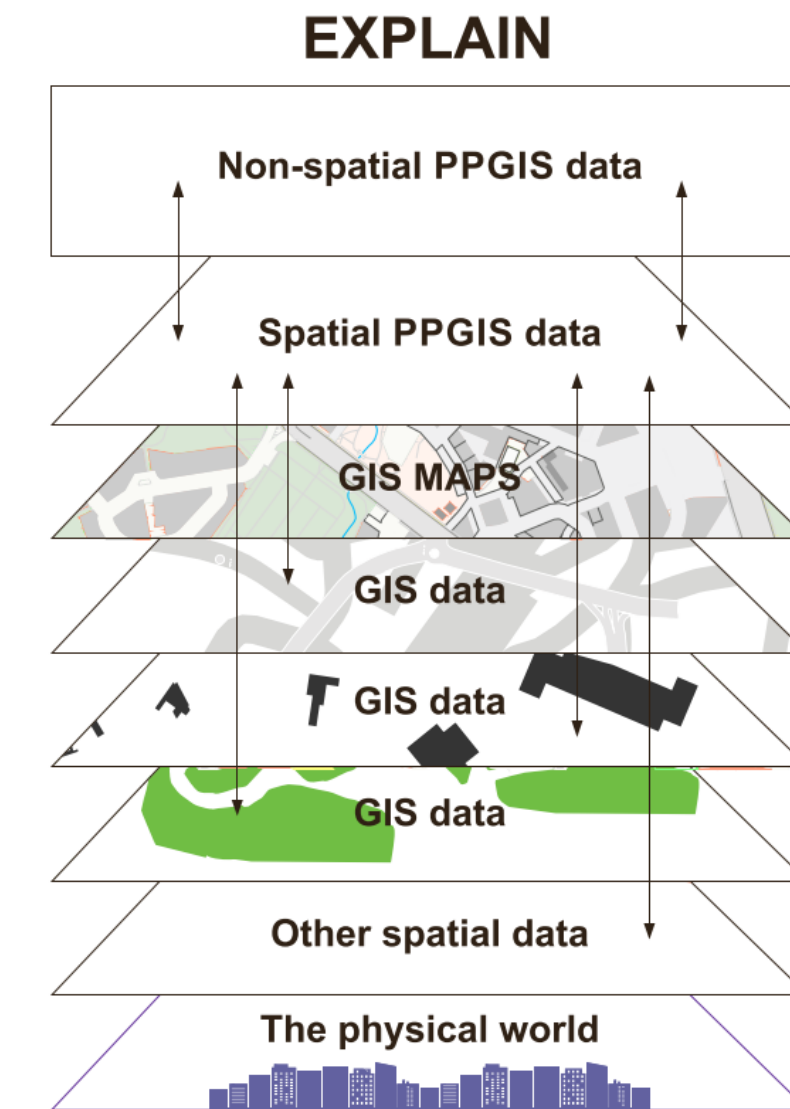 EXPLAIN
Non-spatial PPGIS data
Spatial PPGIS data
GIS MAPS
GIS data
GIS data
GIS data
Other spatial data
The physical world